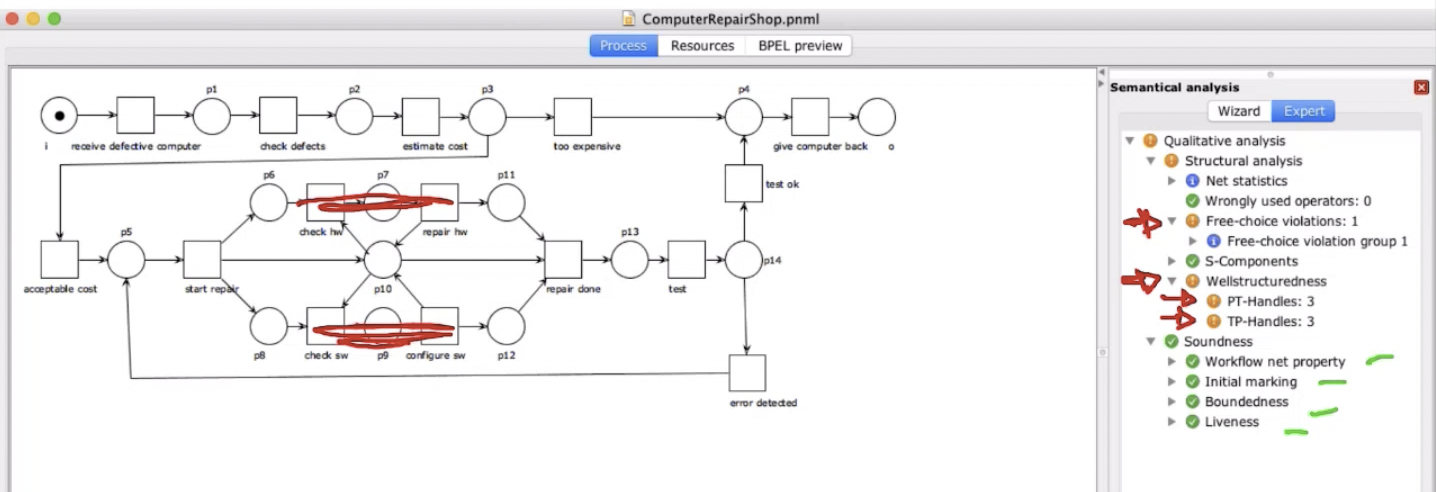 ComputerRepairShop.pnml
Process Resources BPEL preview
p1 p2 p3 p4
i receive defective computer check defects estimate cost too expensive give computer back o
p6 p7 p11 test ok
check hw repair hw
p5 p13 p14
acceptable cost start repair p10 repair done test
p8 check sw p9 configure sw p12
error detected
Semantical analysis
Wizard Expert
Qualitative analysis
Structural analysis
Net statistics
Wrongly used operators: 0
Free-choice violations: 1
Free-choice violation group 1
S-Components
Wellstructuredness
PT-Handles: 3
TP-Handles: 3
Soundness
Workflow net property
Initial marking
Boundedness
Liveness